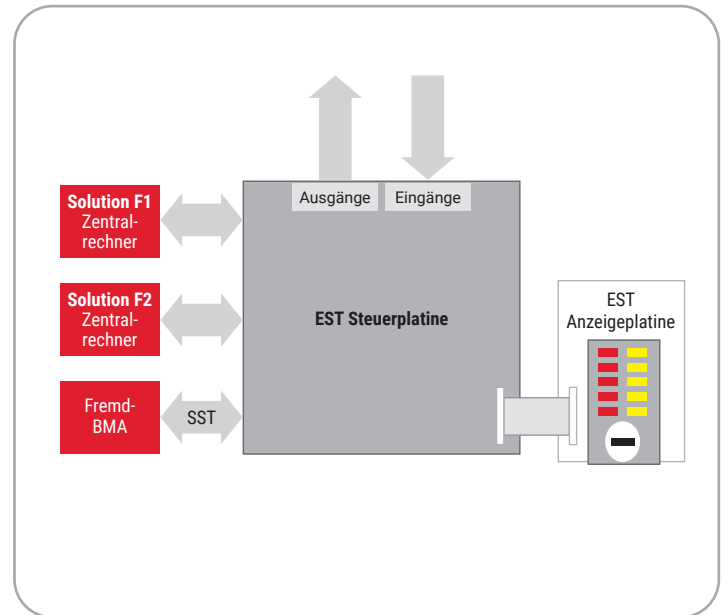 Ausgänge
Eingänge
Solution F1
Zentral-
rechner
Solution F2
Zentral-
rechner
EST Steuerplatine
EST
Anzeigeplatine
Fremd-
BMA
SST